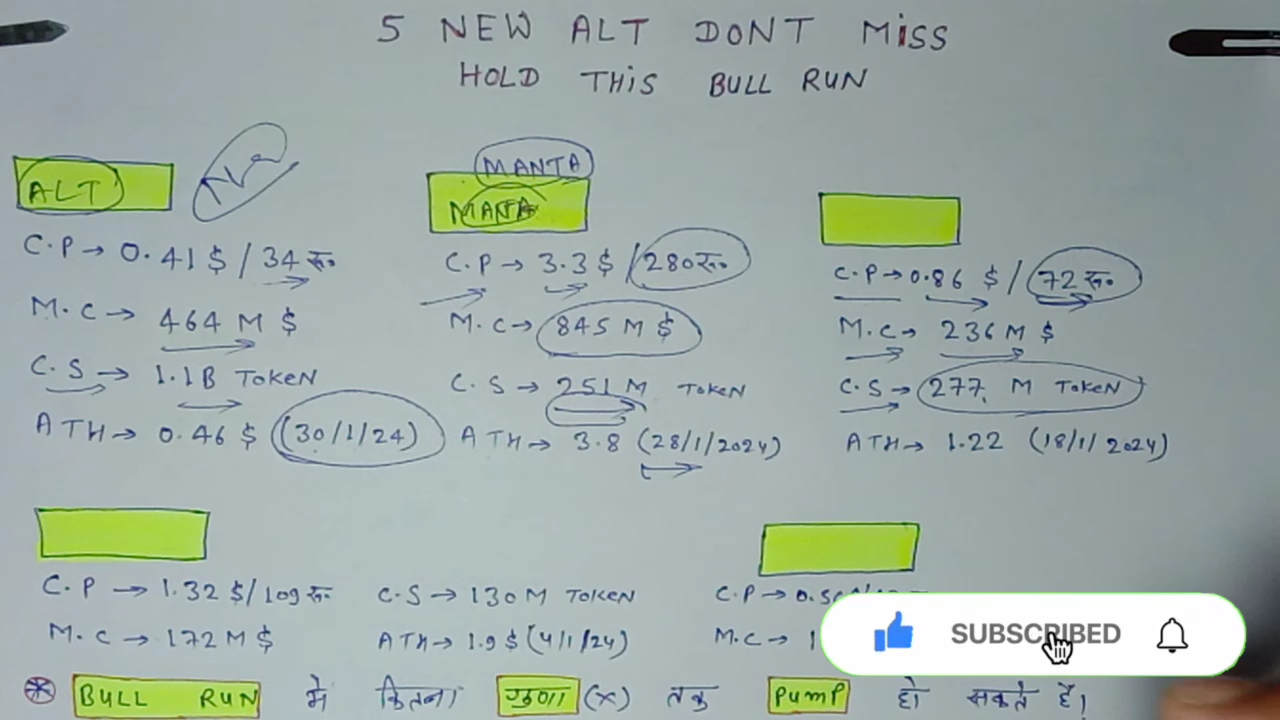 5 NEW ALT DONT MiSS
HOLD THiS BULL RUN
ALT
C.P → 0.41 $ / 34 रू.
M.C → 464 M $
C.S → 1.1B TOKEN
ATH → 0.46 $ (30/1/24)
MANTA
MANTA
C.P → 3.3 $ / 280 रू.
M.C → 845 M $
C.S → 251 M TOKEN
ATH → 3.8 (28/1/2024)
C.P → 0.86 $ / 72 रू.
M.C → 236 M $
C.S → 277 M TOKEN
ATH → 1.22 (18/1/2024)
C.P → 1.32 $/109 रू.
M.C → 172 M $
C.S → 130 M TOKEN
ATH → 1.9 $ (4/1/24)
C.P →
M.C →
SUBSCRIBED
BULL RUN मे कितना गुणा (x) तक PUMP हो सकते है।